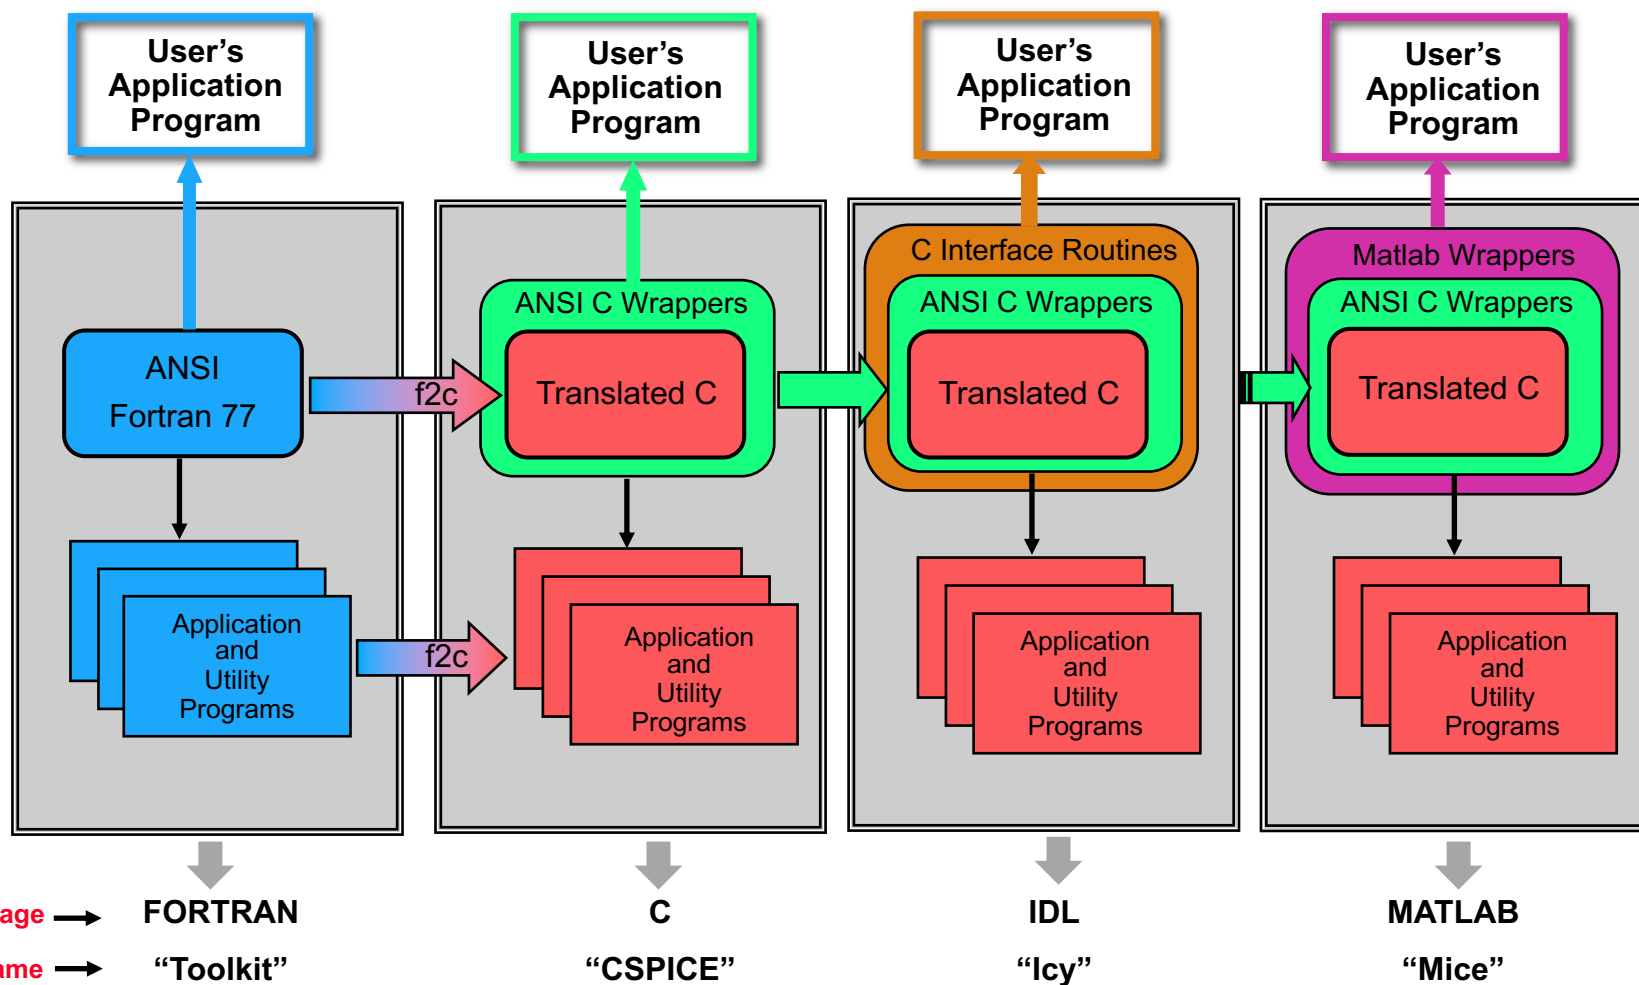 User’s
Application
Program
User’s
Application
Program
User’s
Application
Program
User’s
Application
Program
ANSI
Fortran 77
f2c
ANSI C Wrappers
Translated C
C Interface Routines
ANSI C Wrappers
Translated C
Matlab Wrappers
ANSI C Wrappers
Translated C
Application
and
Utility
Programs
f2c
Application
and
Utility
Programs
Application
and
Utility
Programs
Application
and
Utility
Programs
age FORTRAN C IDL MATLAB
ame “Toolkit” “CSPICE” “Icy” “Mice”